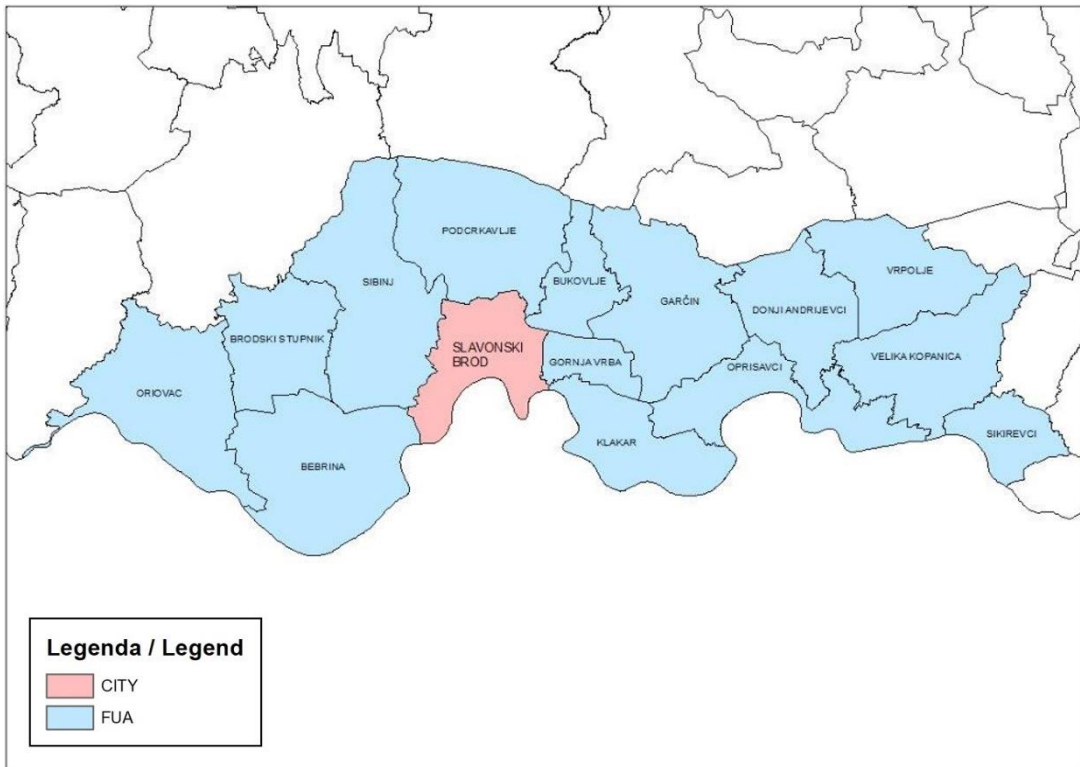 PODCRKAVLJE
SIBINJ
BUKOVLJE
GARČIN
VRPOLJE
DONJI ANDRIJEVCI
BRODSKI STUPNIK
SLAVONSKI
BROD
GORNJA VRBA
VELIKA KOPANICA
OPRISAVCI
ORIOVAC
KLAKAR
SIKIREVCI
BEBRINA
Legenda / Legend
CITY
FUA